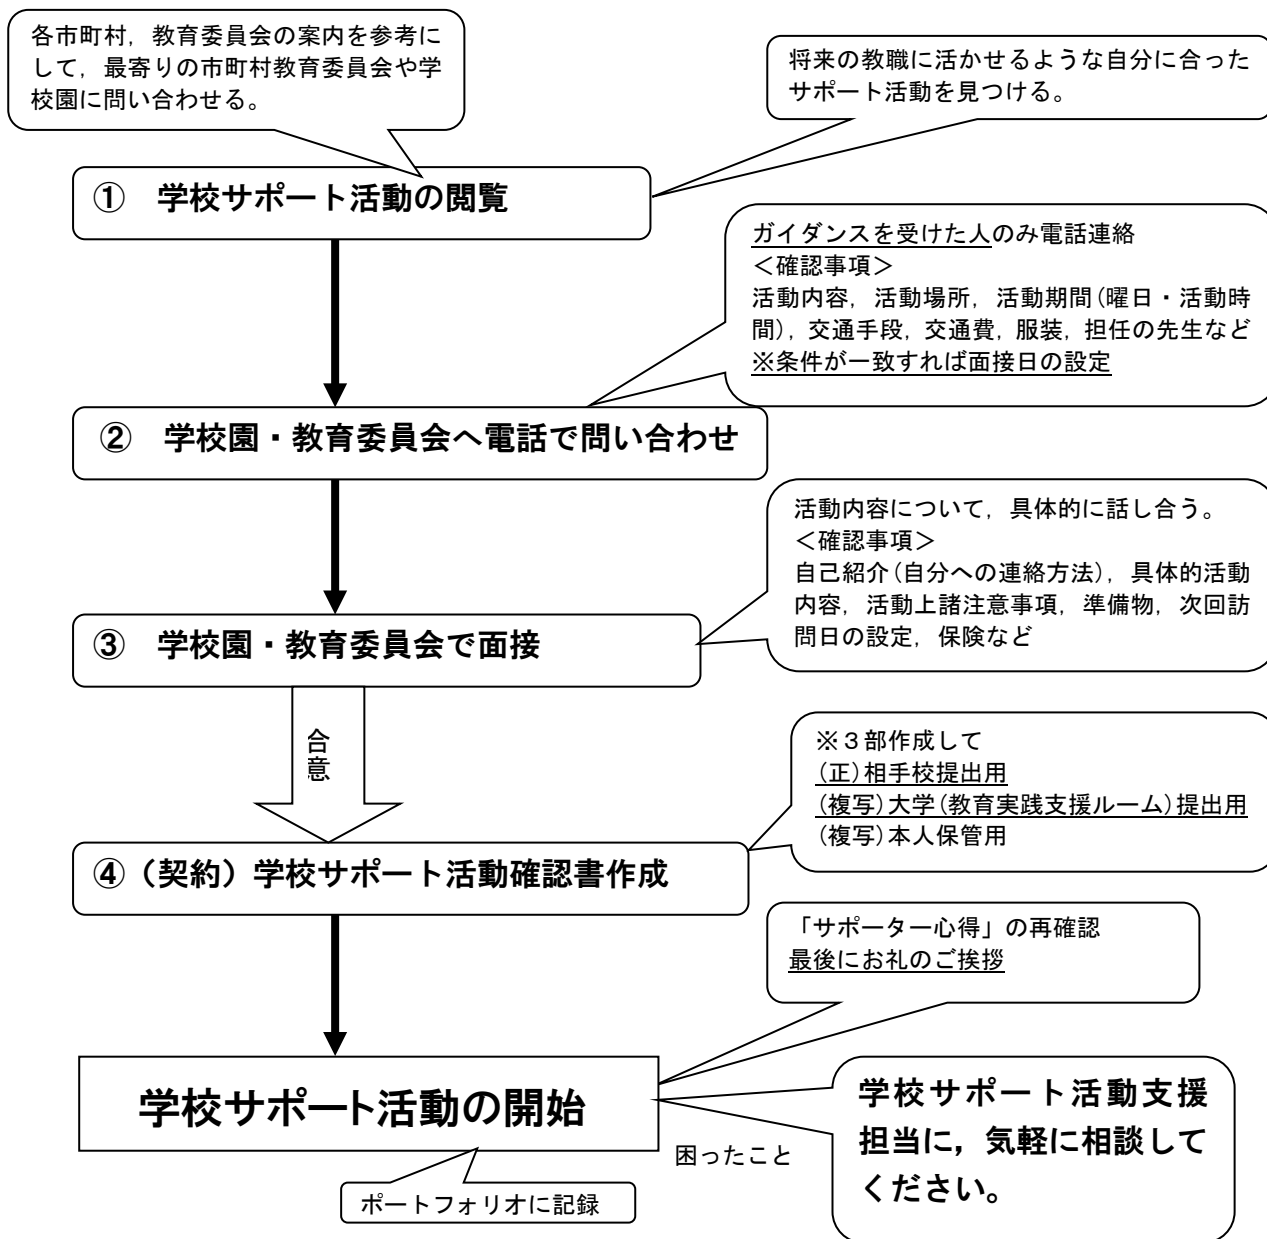 各市町村，教育委員会の案内を参考に
して，最寄りの市町村教育委員会や学
校園に問い合わせる。
将来の教職に活かせるような自分に合った
サポート活動を見つける。
①　学校サポート活動の閲覧
ガイダンスを受けた人のみ電話連絡
＜確認事項＞
活動内容，活動場所，活動期間(曜日・活動時
間)，交通手段，交通費，服装，担任の先生など
※条件が一致すれば面接日の設定
②　学校園・教育委員会へ電話で問い合わせ
活動内容について，具体的に話し合う。
＜確認事項＞
自己紹介(自分への連絡方法)，具体的活動
内容，活動上諸注意事項，準備物，次回訪
問日の設定，保険など
③　学校園・教育委員会で面接
合意
※３部作成して
(正)相手校提出用
(複写)大学(教育実践支援ルーム)提出用
(複写)本人保管用
④（契約）学校サポート活動確認書作成
「サポーター心得」の再確認
最後にお礼のご挨拶
学校サポート活動の開始
困ったこと
学校サポート活動支援
担当に，気軽に相談して
ください。
ポートフォリオに記録